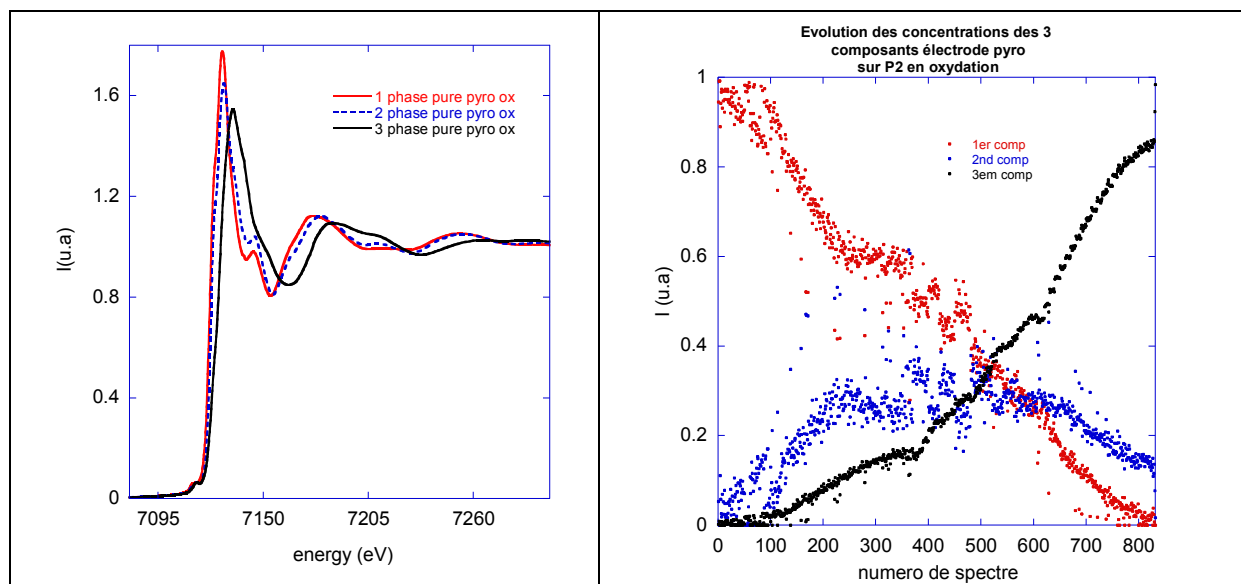 1.6
1.2
0.8
0.4
0
I(u.a)
7095
7150
7205
7260
energy (eV)
1 phase pure pyro ox
2 phase pure pyro ox
3 phase pure pyro ox
Evolution des concentrations des 3
composants électrode pyro
sur P2 en oxydation
1
0.8
0.6
0.4
0.2
0
I (u.a)
1er comp
2nd comp
3em comp
0
100
200
300
400
500
600
700
800
numero de spectre